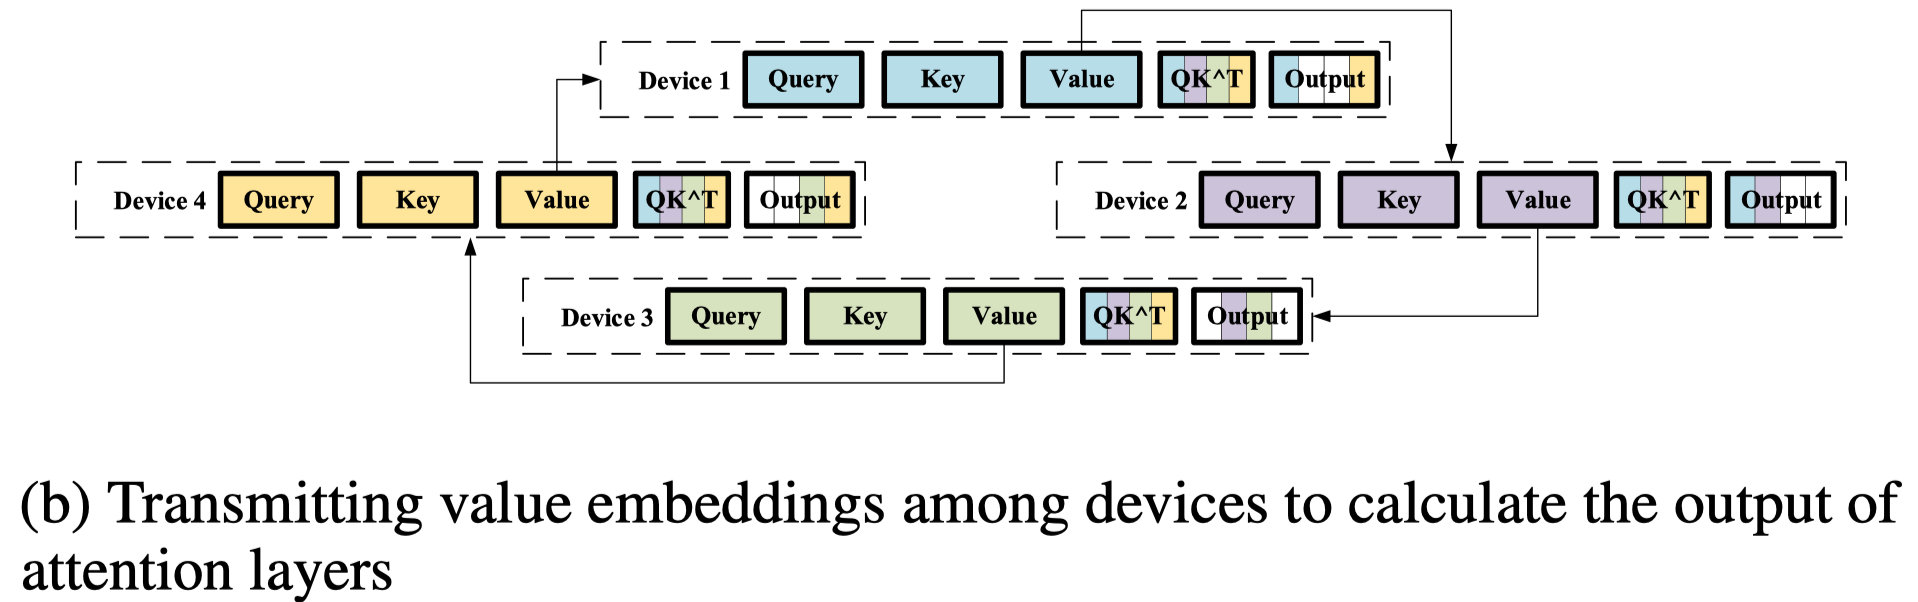 Device 1 Query Key Value QK^T Output
Device 4 Query Key Value QK^T Output
Device 2 Query Key Value QK^T Output
Device 3 Query Key Value QK^T Output
(b) Transmitting value embeddings among devices to calculate the output of
attention layers